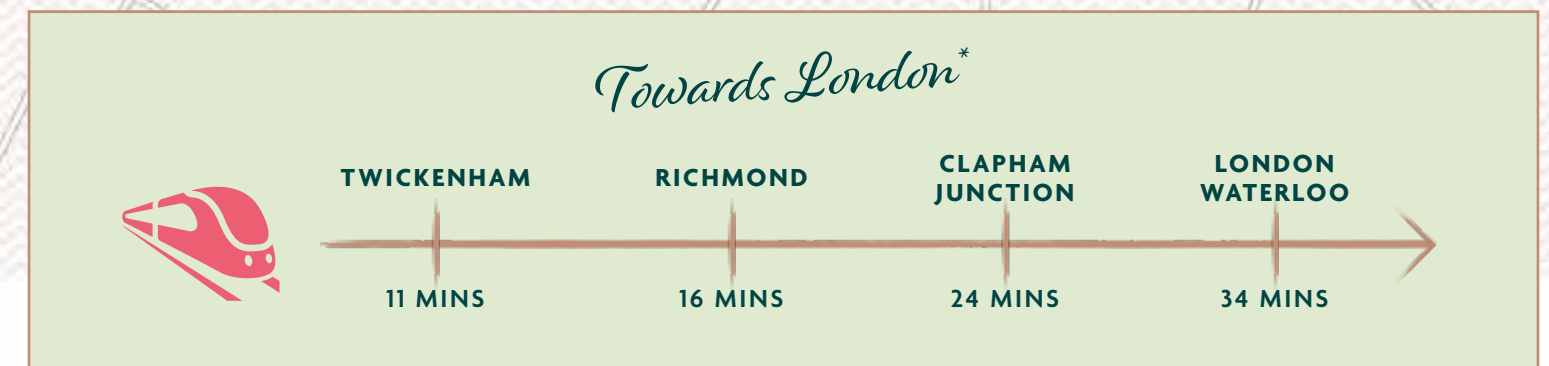 Towards London*
TWICKENHAM
RICHMOND
CLAPHAM
JUNCTION
LONDON
WATERLOO
11 MINS
16 MINS
24 MINS
34 MINS